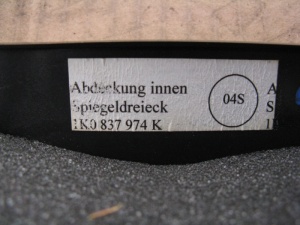 Abdeckung innen
Spiegeldreieck
1K0 837 974 K
04S
A
S